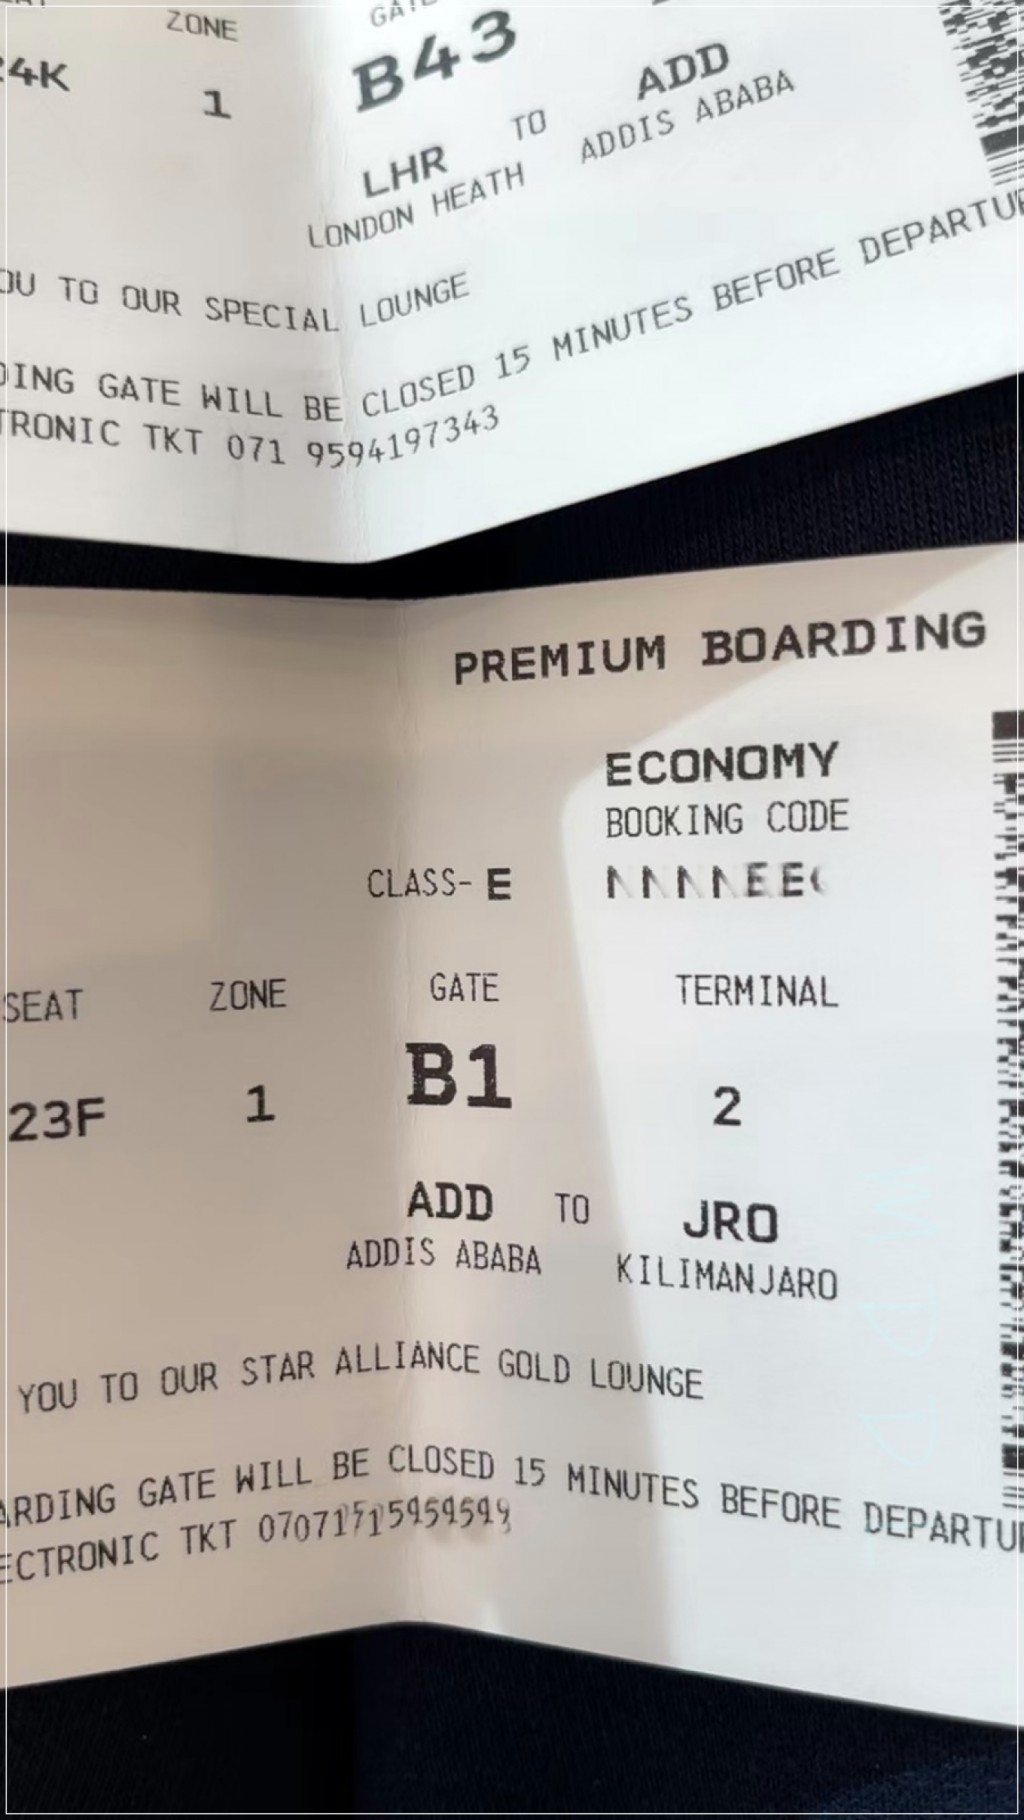 ZONE
4K
1
B43
LHR TO ADD
LONDON HEATH ADDIS ABABA
TO OUR SPECIAL LOUNGE
GATE WILL BE CLOSED 15 MINUTES BEFORE DEPARTU
TRONIC TKT 071 9594197343
PREMIUM BOARDING
ECONOMY
BOOKING CODE
CLASS- E
SEAT ZONE GATE TERMINAL
23F 1 B1 2
ADD TO JRO
ADDIS ABABA KILIMANJARO
YOU TO OUR STAR ALLIANCE GOLD LOUNGE
ARDING GATE WILL BE CLOSED 15 MINUTES BEFORE DEPARTU
ECTRONIC TKT